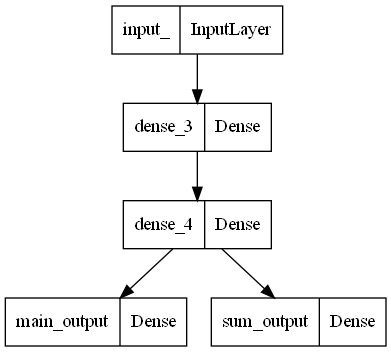 input_ InputLayer
dense_3 Dense
dense_4 Dense
main_output Dense sum_output Dense